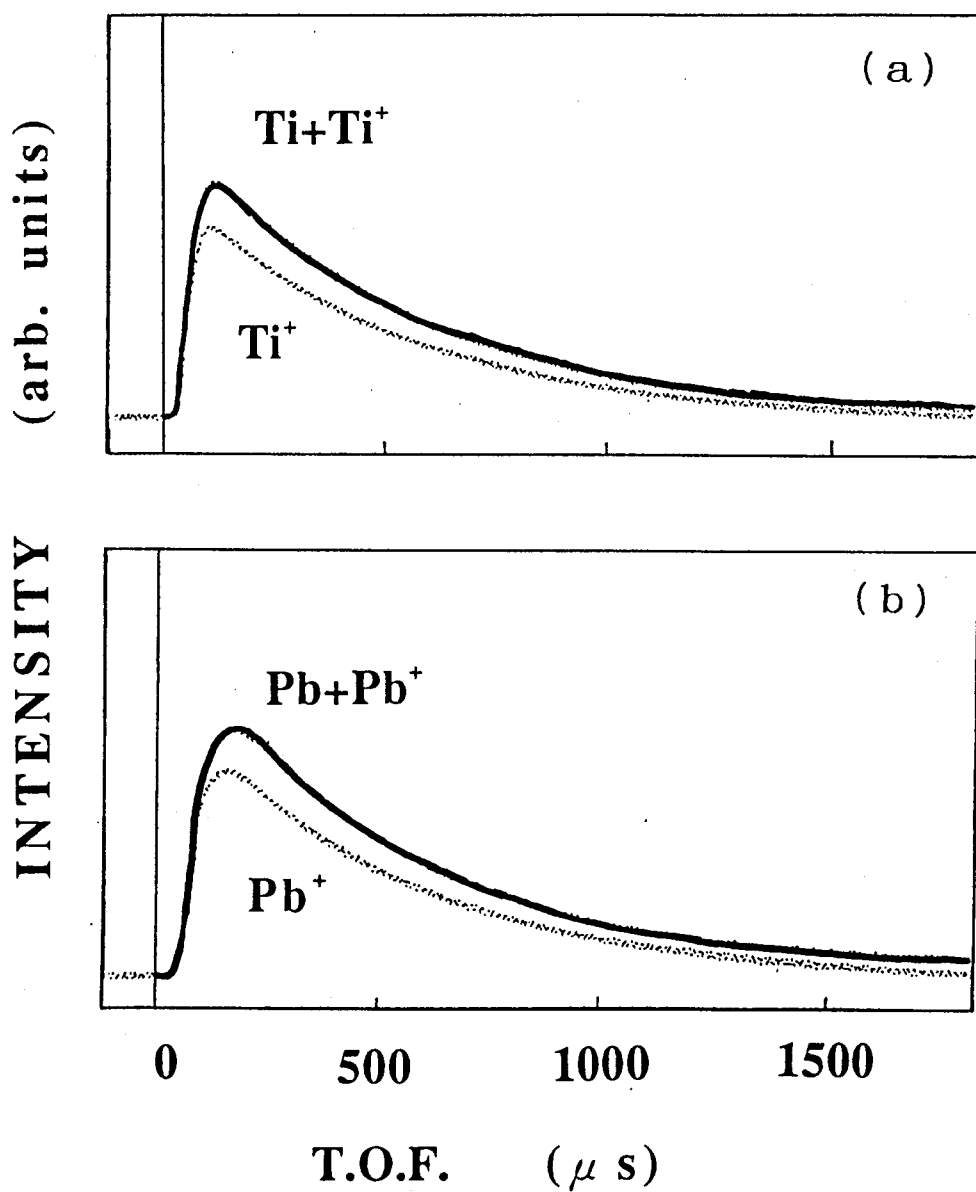 (a)
Ti+Ti⁺
Ti⁺
(b)
Pb+Pb⁺
Pb⁺
INTENSITY (arb. units)
0 500 1000 1500
T.O.F. (μ s)